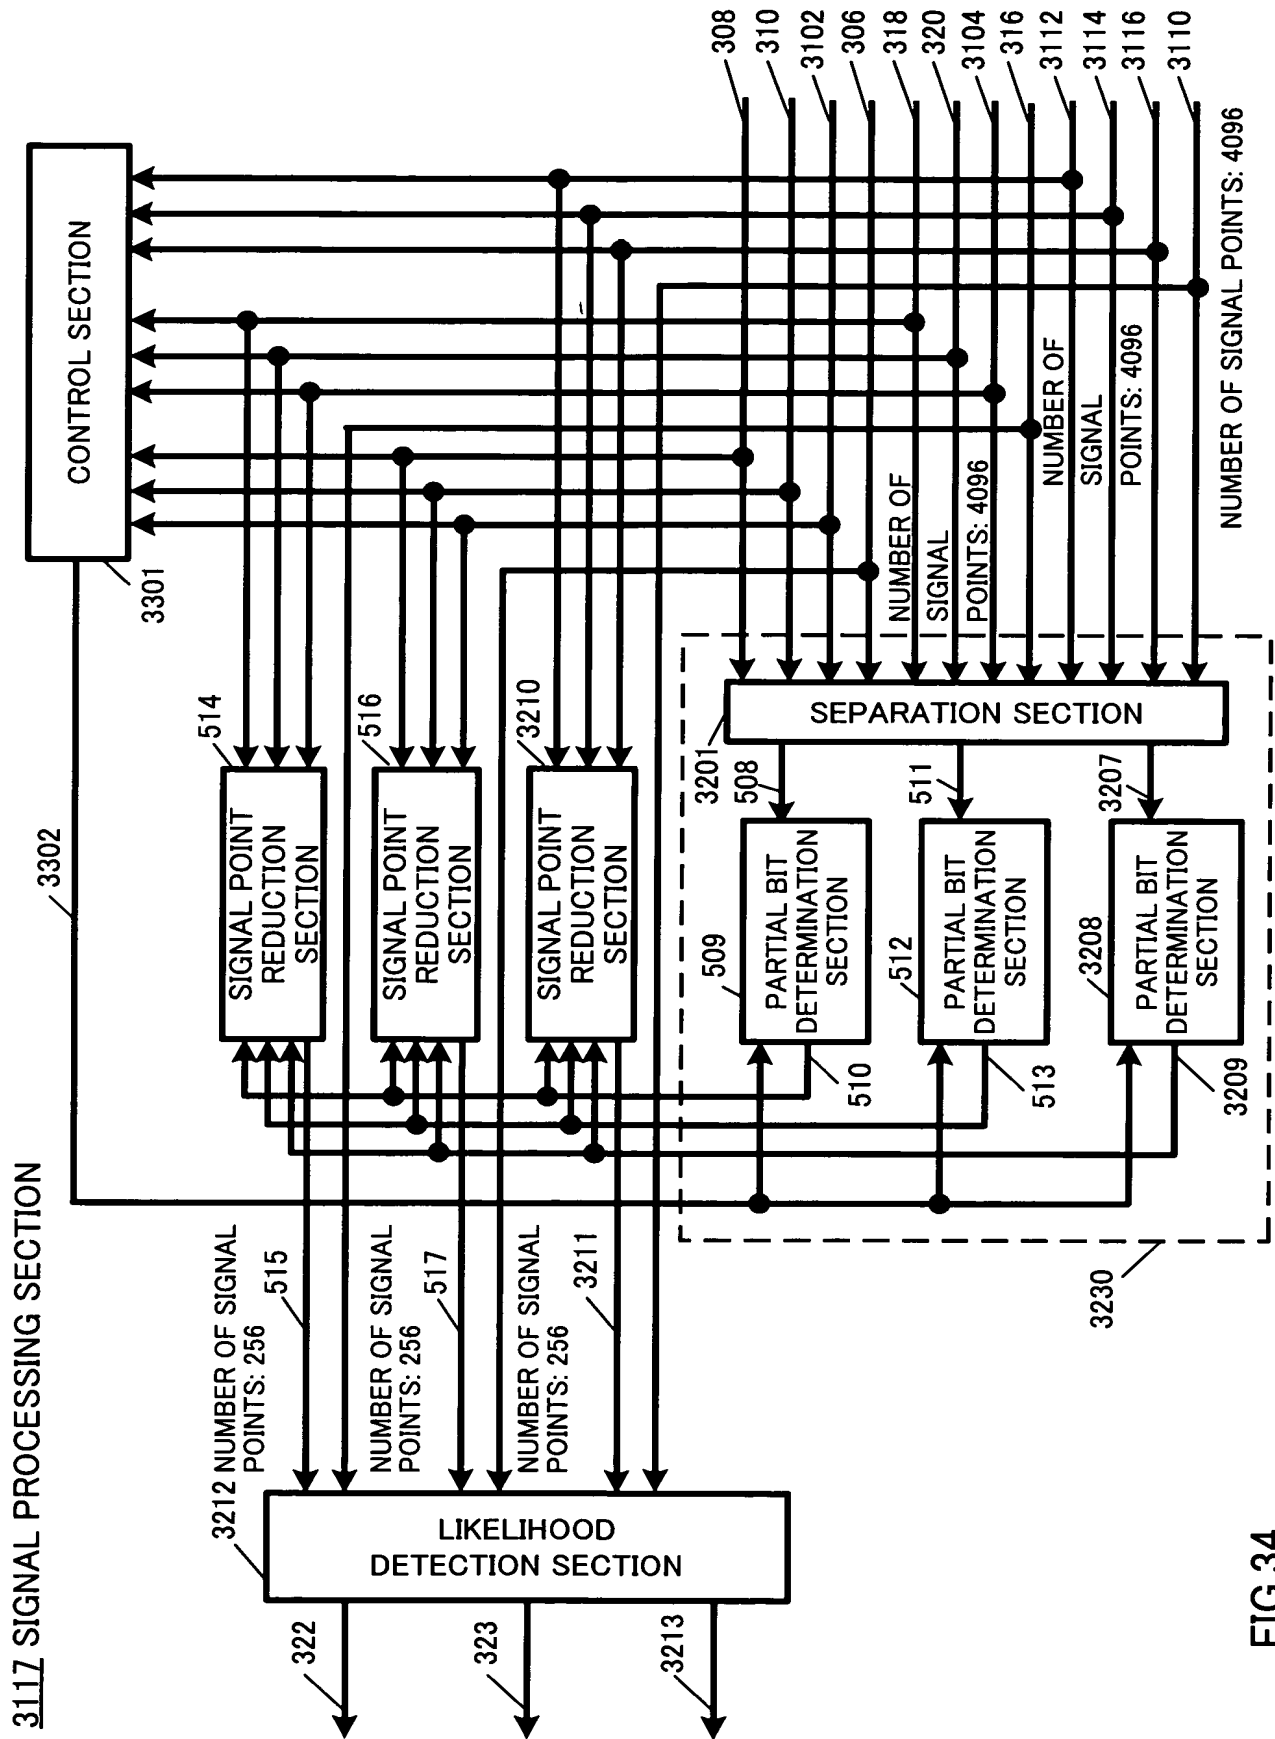 3117 SIGNAL PROCESSING SECTION
CONTROL SECTION
3301
3302
308
310
3102
306
318
320
3104
316
3112
3114
3116
3110
NUMBER OF
SIGNAL
POINTS: 4096
NUMBER OF
SIGNAL
POINTS: 4096
NUMBER OF SIGNAL POINTS: 4096
514
SIGNAL POINT
REDUCTION
SECTION
516
SIGNAL POINT
REDUCTION
SECTION
3210
SIGNAL POINT
REDUCTION
SECTION
3201
SEPARATION SECTION
508
511
3207
509
PARTIAL BIT
DETERMINATION
SECTION
512
PARTIAL BIT
DETERMINATION
SECTION
3208
PARTIAL BIT
DETERMINATION
SECTION
510
513
3209
3230
NUMBER OF SIGNAL
POINTS: 256
515
NUMBER OF SIGNAL
POINTS: 256
517
NUMBER OF SIGNAL
POINTS: 256
3211
3212
LIKELIHOOD
DETECTION SECTION
322
323
3213
FIG.34